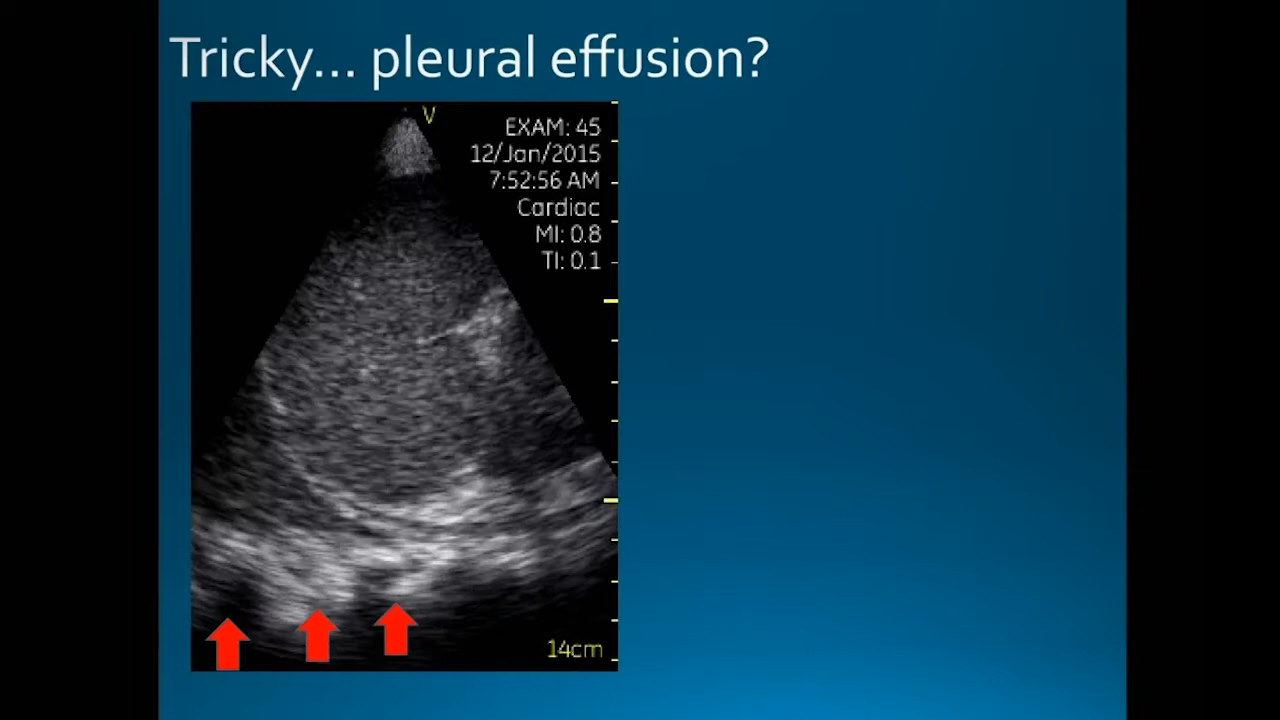 Tricky... pleural effusion?
V
EXAM: 45
12/Jan/2015
7:52:56 AM
Cardiac
MI: 0.8
TI: 0.1
14cm